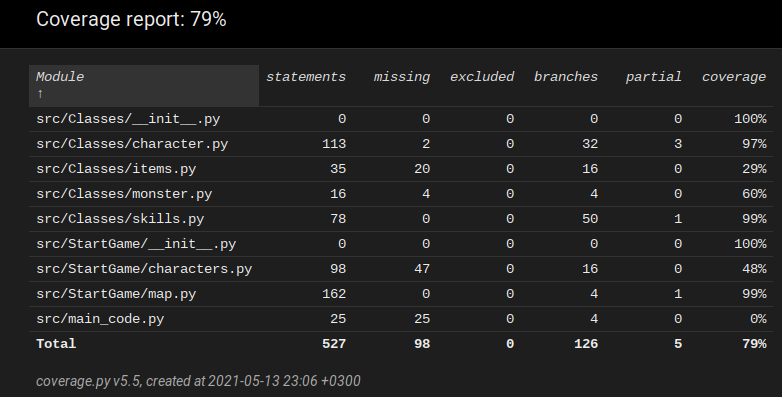 Coverage report: 79%
Module statements missing excluded branches partial coverage
↑
src/Classes/__init__.py 0 0 0 0 0 100%
src/Classes/character.py 113 2 0 32 3 97%
src/Classes/items.py 35 20 0 16 0 29%
src/Classes/monster.py 16 4 0 4 0 60%
src/Classes/skills.py 78 0 0 50 1 99%
src/StartGame/__init__.py 0 0 0 0 0 100%
src/StartGame/characters.py 98 47 0 16 0 48%
src/StartGame/map.py 162 0 0 4 1 99%
src/main_code.py 25 25 0 4 0 0%
Total 527 98 0 126 5 79%
coverage.py v5.5, created at 2021-05-13 23:06 +0300